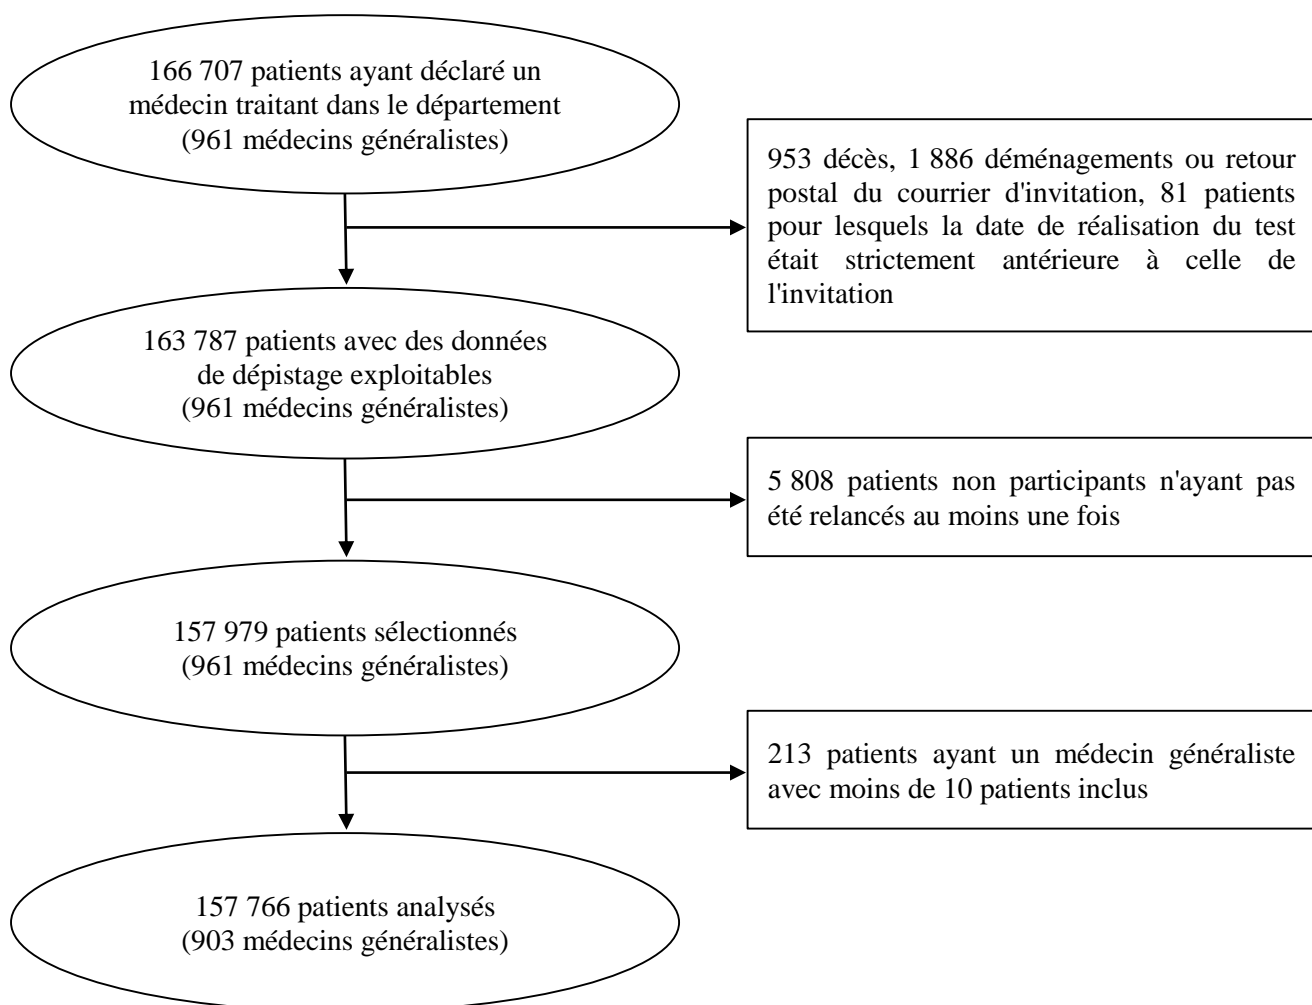 166 707 patients ayant déclaré un
médecin traitant dans le département
(961 médecins généralistes)
953 décès, 1 886 déménagements ou retour
postal du courrier d'invitation, 81 patients
pour lesquels la date de réalisation du test
était strictement antérieure à celle de
l'invitation
163 787 patients avec des données
de dépistage exploitables
(961 médecins généralistes)
5 808 patients non participants n'ayant pas
été relancés au moins une fois
157 979 patients sélectionnés
(961 médecins généralistes)
213 patients ayant un médecin généraliste
avec moins de 10 patients inclus
157 766 patients analysés
(903 médecins généralistes)